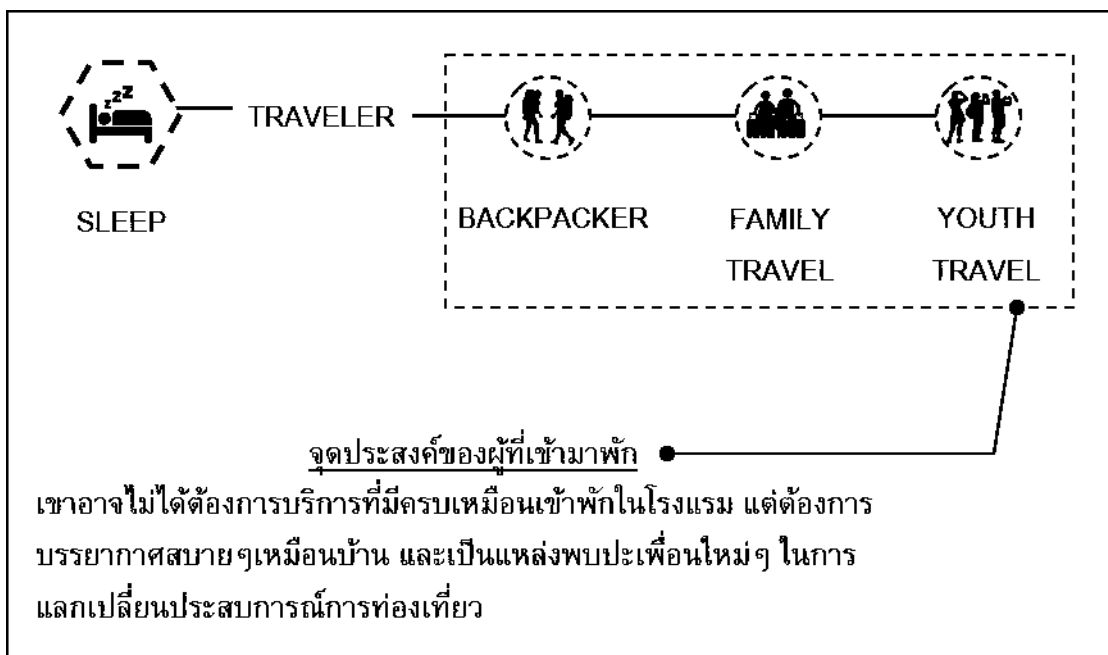 zzZ
TRAVELER
SLEEP
BACKPACKER
FAMILY
TRAVEL
YOUTH
TRAVEL
จุดประสงค์ของผู้ที่เข้ามาพัก
เขาอาจไม่ได้ต้องการบริการที่มีครบเหมือนเข้าพักในโรงแรม แต่ต้องการ
บรรยากาศสบายๆเหมือนบ้าน และเป็นแหล่งพบปะเพื่อนใหม่ๆ ในการ
แลกเปลี่ยนประสบการณ์การท่องเที่ยว